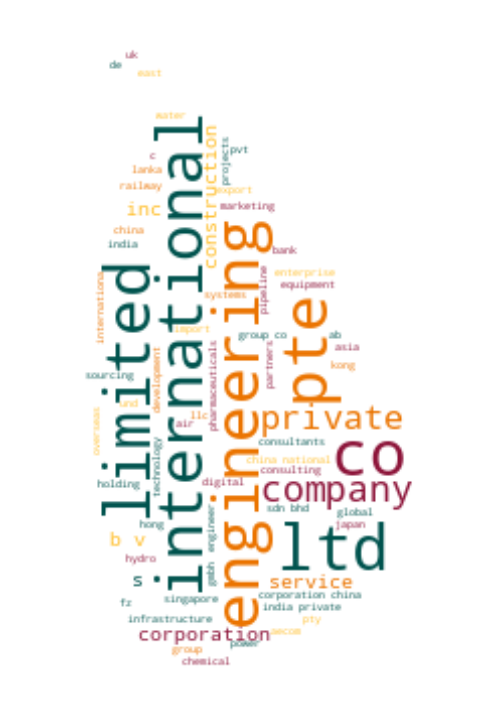 uk
de
east
water
international
construction
projects
pvt
c
lanka
railway
export
marketing
inc
engineering
china
india
bank
limited
internationa
pipeline
enterprise
equipment
systems
pte
import
group co
ab
asia
partners
kong
development
pharmaceuticals
sourcing
und
overseas
llc
air
private
technology
consultants
co
china national
consulting
holding
digital
company
engineer
sdn bhd
global
hong
japan
ltd
b v
hydro
gmbh
s
service
singapore
corporation china
fz
india private
infrastructure
pty
corporation
aecom
power
group
chemical